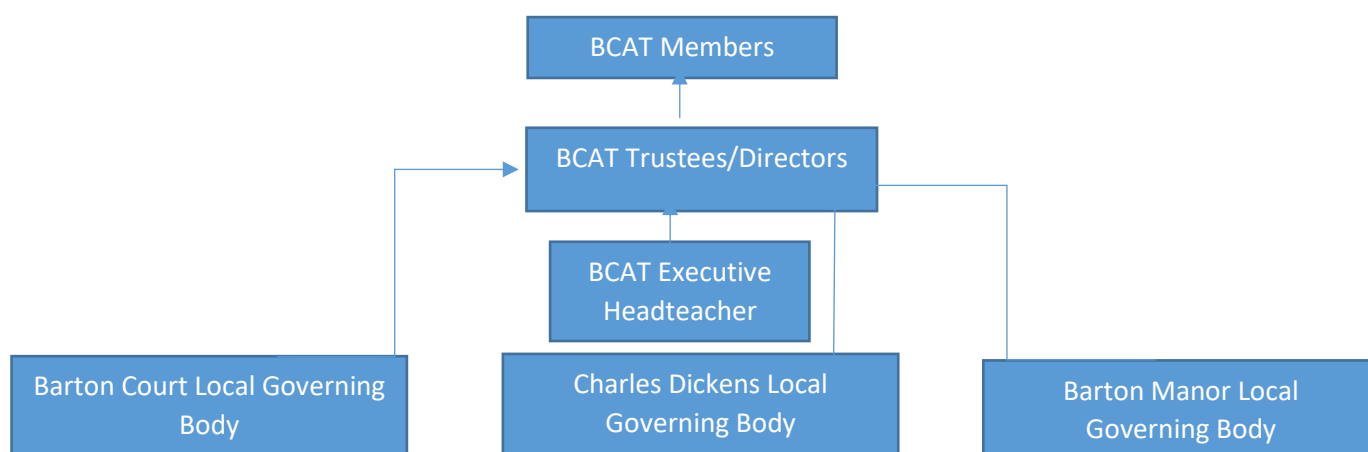 BCAT Members
BCAT Trustees/Directors
BCAT Executive
Headteacher
Barton Court Local Governing
Body
Charles Dickens Local
Governing Body
Barton Manor Local
Governing Body